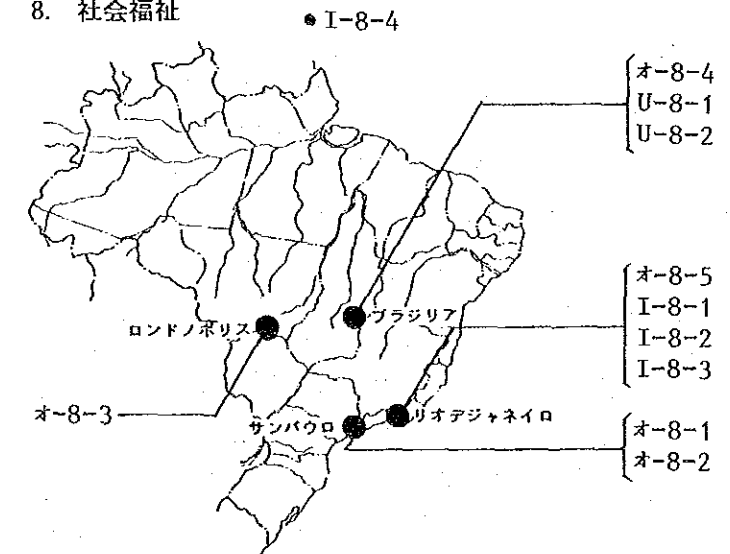 8. 社会福祉
I-8-4
オ-8-4
U-8-1
U-8-2
オ-8-5
I-8-1
I-8-2
I-8-3
ブラジリア
ロンドノポリス
オ-8-3
サンパウロ
リオデジャネイロ
オ-8-1
オ-8-2